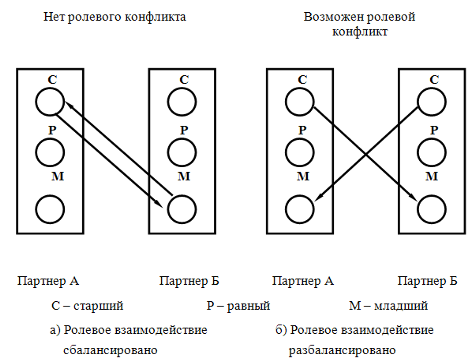 Нет ролевого конфликта
Возможен ролевой
конфликт
С С С С
Р Р Р Р
М М М М
Партнер А Партнер Б Партнер А Партнер Б
С – старший Р – равный М – младший
а) Ролевое взаимодействие
сбалансировано
б) Ролевое взаимодействие
разбалансировано